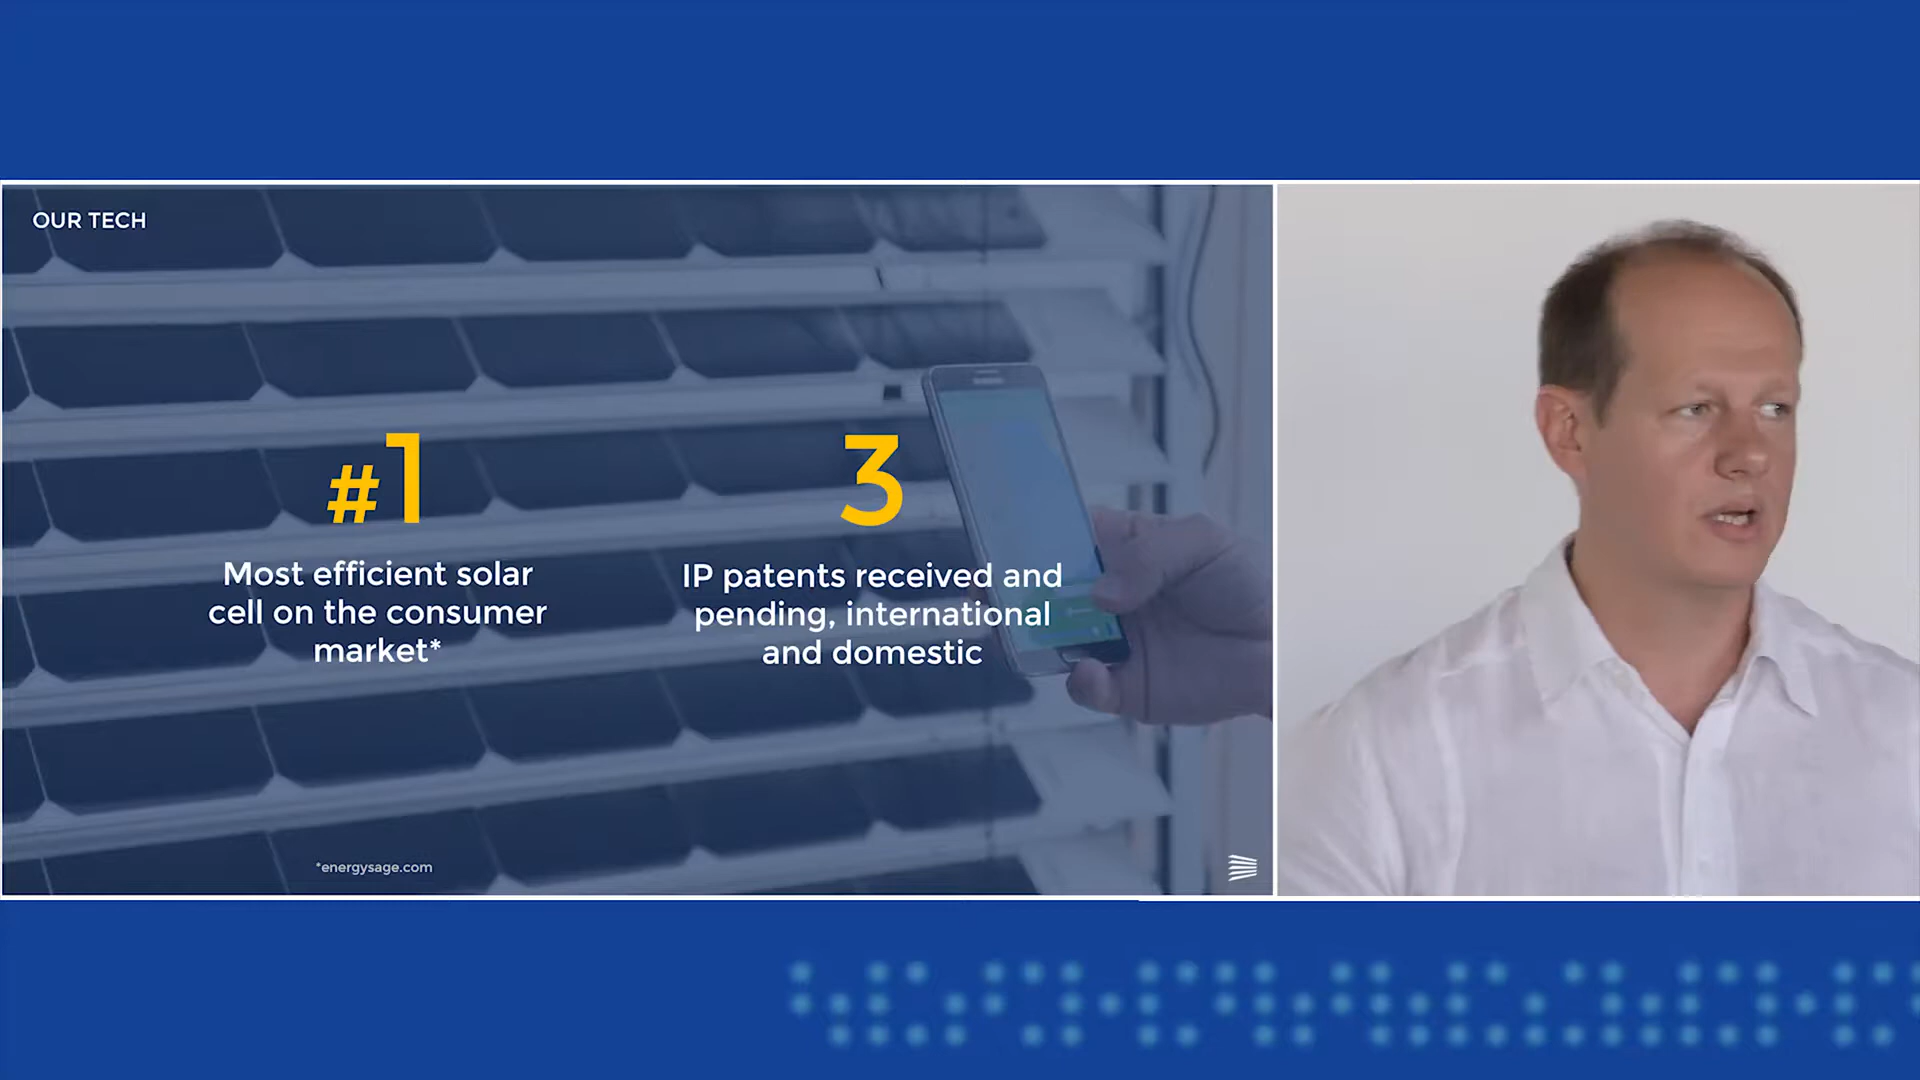 OUR TECH
#1
Most efficient solar
cell on the consumer
market*
3
IP patents received and
pending, international
and domestic
*energysage.com